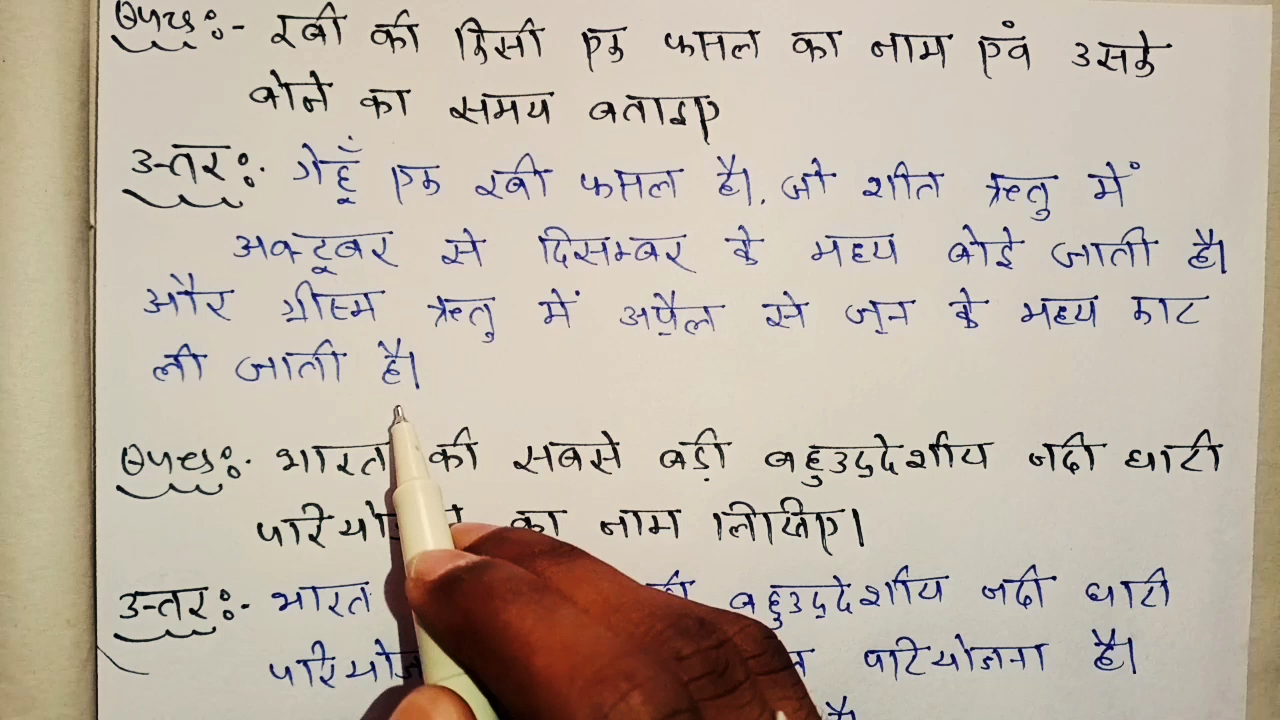 प्रश्न:- रबी की किसी एक फसल का नाम एवं उसके
बोने का समय बताइए
उत्तर:- गेहूँ एक रबी फसल है। जो शीत ऋतु में
अक्टूबर से दिसम्बर के मध्य बोई जाती है।
और ग्रीष्म ऋतु में अप्रैल से जून के मध्य काट
ली जाती है।
प्रश्न:- भारत की सबसे बड़ी बहुउद्देशीय नदी घाटी
परियोजना का नाम लिखिए।
उत्तर:- भारत की बहुउद्देशीय नदी घाटी
परियोजना परियोजना है।
है